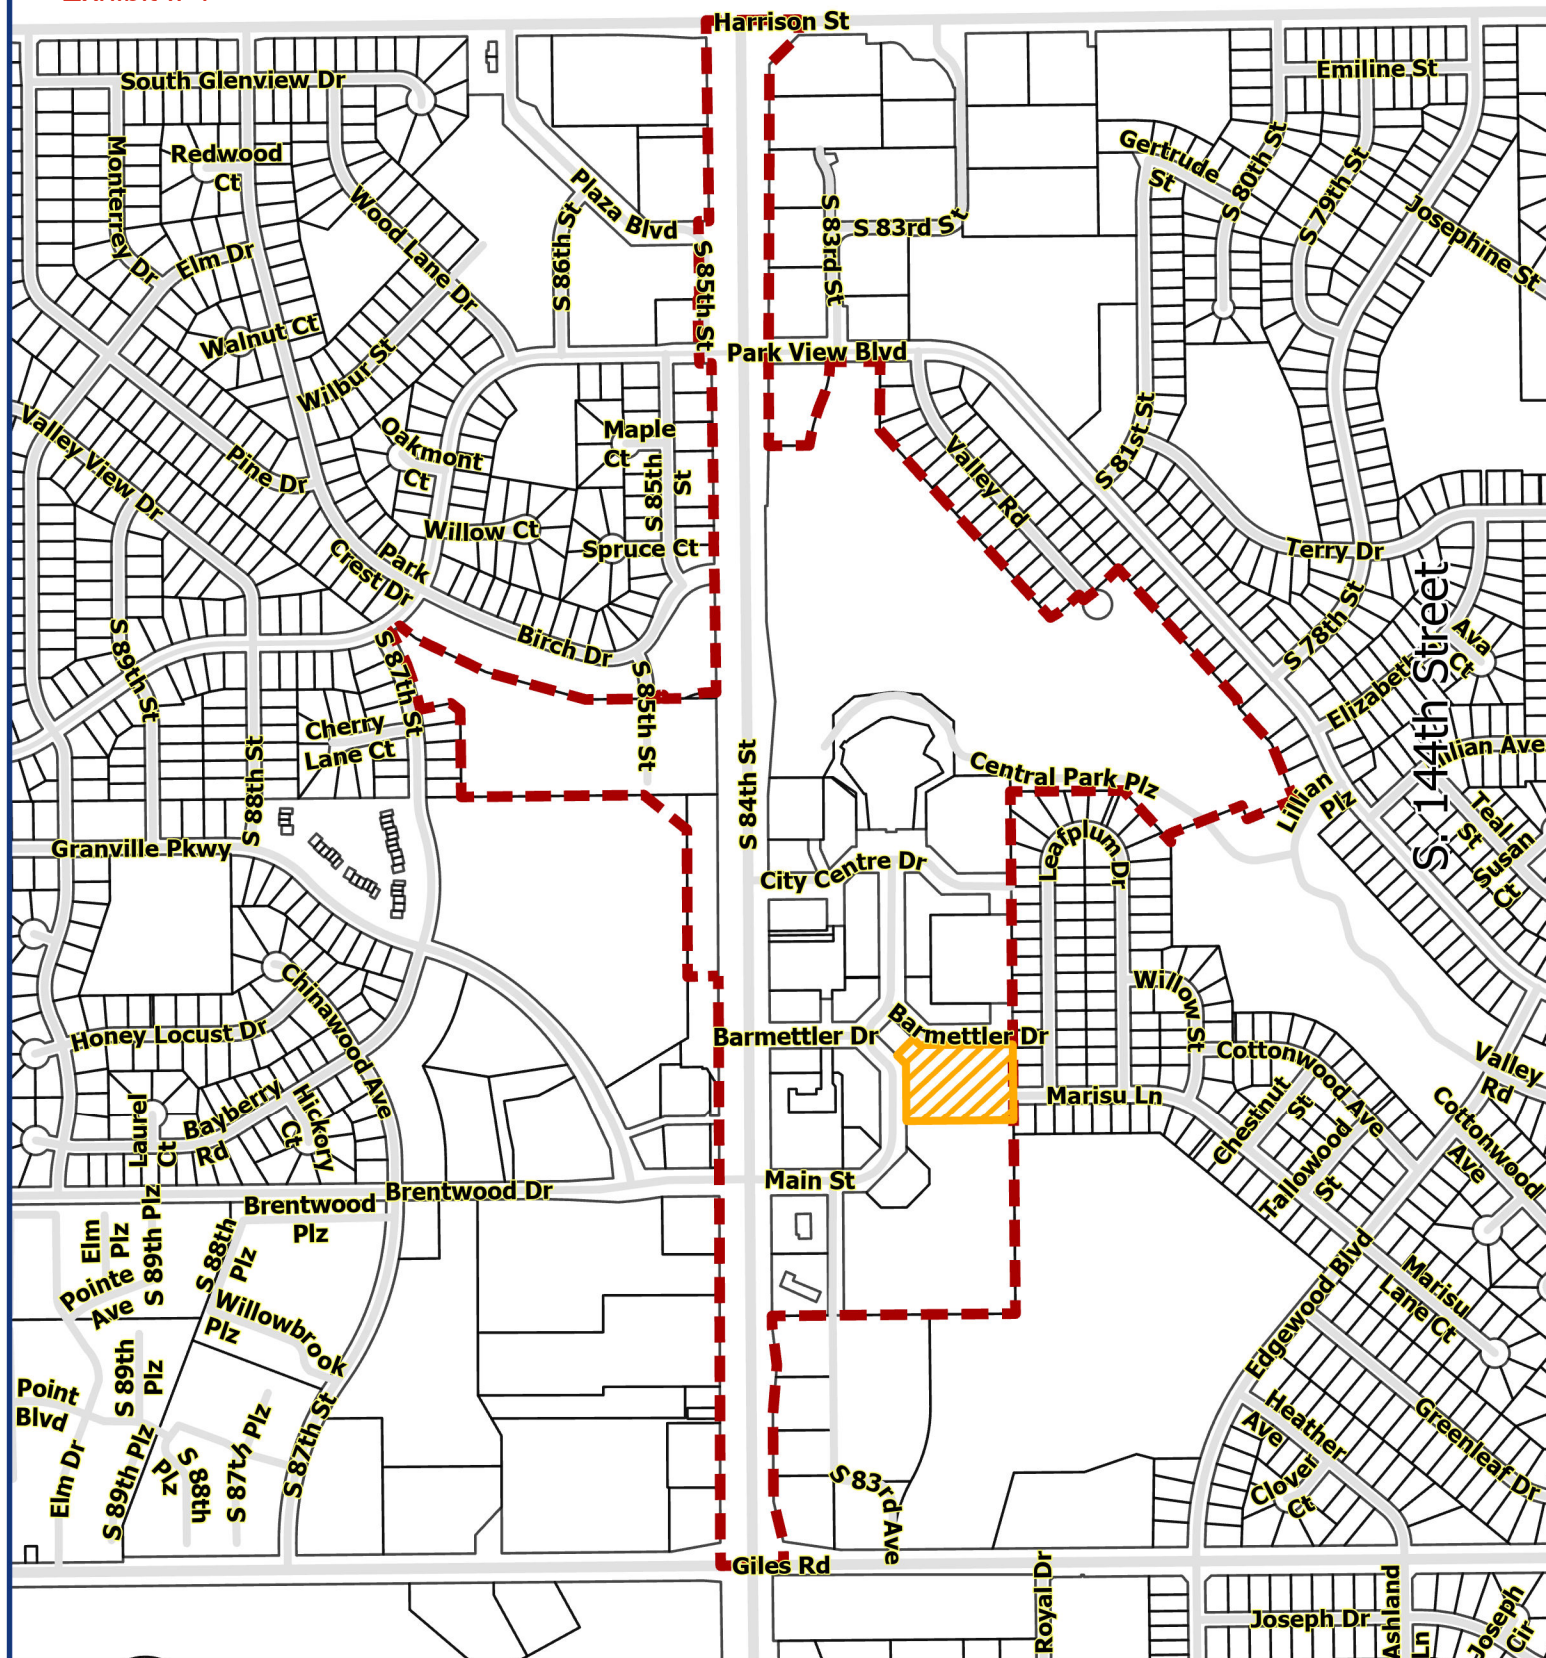 Harrison St
South Glenview Dr
Emiline St
Monterrey Dr
Redwood
Ct
Wood Lane Dr
Plaza Blvd
S 86th St
S 85th St
S 83rd St
S 83rd St
Gertrude
St
S 80th St
S 79th St
Josephine St
Elm Dr
Walnut Ct
Wilbur St
Park View Blvd
Valley View Dr
Pine Dr
Oakmont
Ct
Maple
Ct
S 85th
St
Valley Rd
S 81st St
Willow Ct
Spruce Ct
Terry Dr
Park
Crest Dr
Birch Dr
S 89th St
S 87th St
S 85th St
S 78th St
Elizabeth
S. 144th Street
Ava
Ct
Cherry
Lane Ct
S 88th St
S 84th St
Central Park Plz
Lillian
Plz
Teal
St
Susan
Ct
Granville Pkwy
City Centre Dr
Leafplum
Dr
Chinawood Ave
Honey Locust Dr
Willow St
Barmettler Dr
Barmettler Dr
Cottonwood Ave
Valley
Rd
Marisu Ln
Laurel
Ct
Bayberry
Rd
Hickory
Ct
Chestnut
St
Tallowood
St
Cottonwood
Ave
Main St
Brentwood Dr
Brentwood
Plz
Elm
Plz
S 89th Plz
S 88th
Plz
Pointe
Ave
Willowbrook
Plz
Edgewood Blvd
Marisu
Lane Ct
S 89th
Plz
Point
Blvd
Elm Dr
S 89th Plz
S 88th
Plz
S 87th Plz
S 87th St
S 83rd Ave
Heather
Ave
Clover
Ct
Greenleaf Dr
Giles Rd
Royal Dr
Joseph Dr
Ashland
Ln
Joseph
Cir